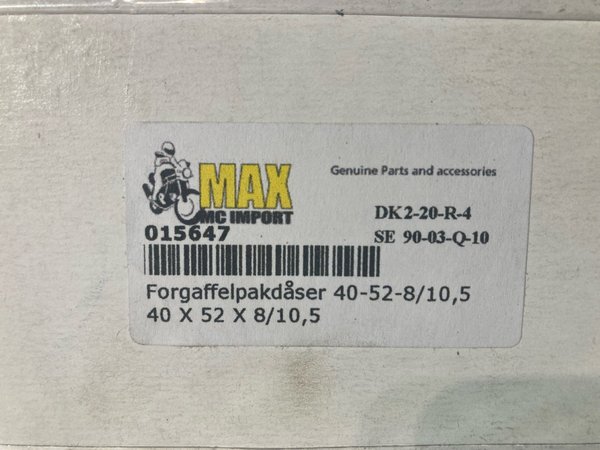 MAX
MC IMPORT
Genuine Parts and accessories
015647
DK2-20-R-4
SE 90-03-Q-10
Forgaffelpakdåser 40-52-8/10,5
40 X 52 X 8/10,5